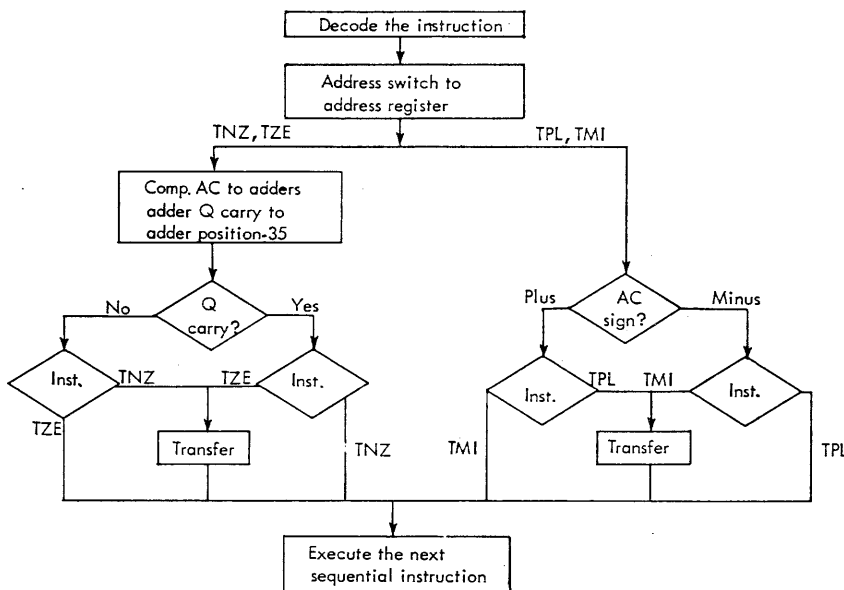 Decode the instruction
Address switch to
address register
TNZ, TZE
TPL, TMI
Comp. AC to adders
adder Q carry to
adder position-35
No
Q
carry?
Yes
Plus
AC
sign?
Minus
Inst.
TNZ
TZE
Inst.
Inst.
TPL
TMI
Inst.
TZE
Transfer
TNZ
TMI
Transfer
TPL
Execute the next
sequential instruction